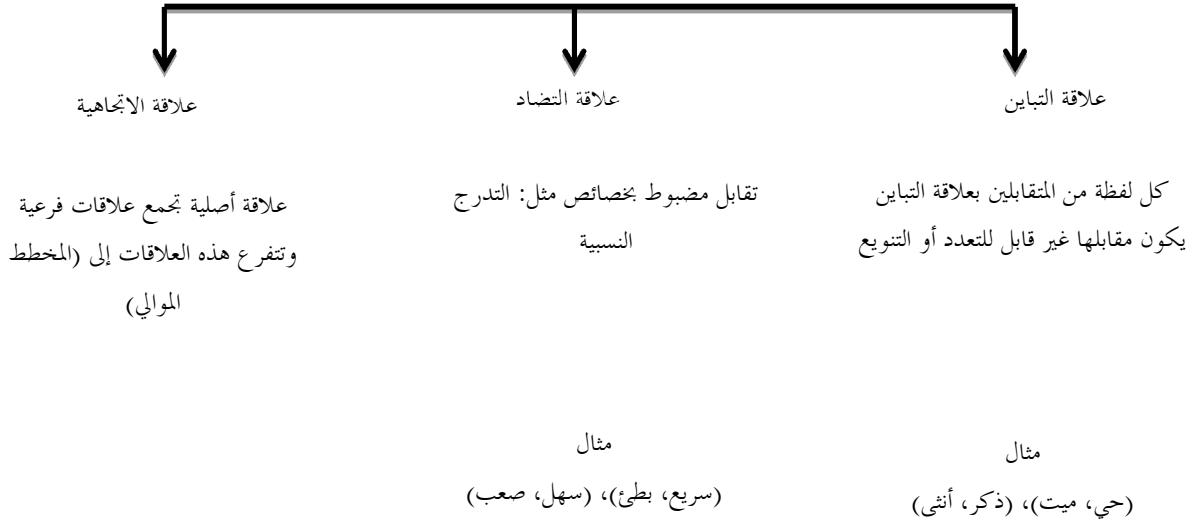 علاقة التباين
علاقة التضاد
علاقة الاتجاهية
كل لفظة من المتقابلين بعلاقة التباين
يكون مقابلها غير قابل للتعدد أو التنويع
تقابل مضبوط بخصائص مثل: التدرج
النسبية
علاقة أصلية تجمع علاقات فرعية
وتتفرع هذه العلاقات إلى (المخطط
الموالي)
مثال
(حي، ميت)، (ذكر، أنثى)
مثال
(سريع، بطئ)، (سهل، صعب)